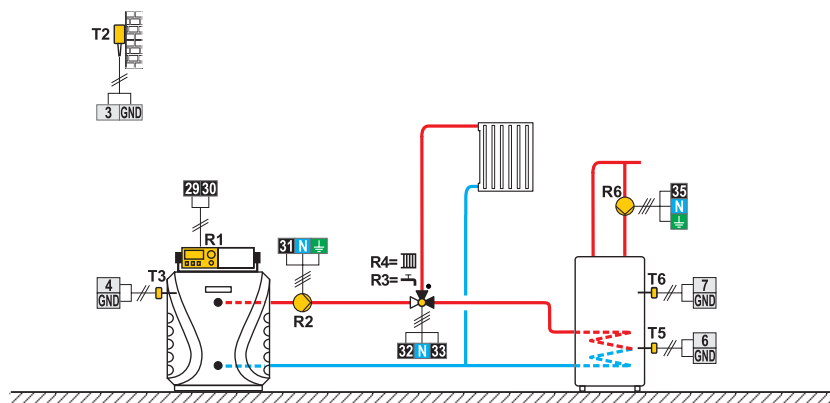 T2
3 GND
29 30
R1
31 N
R4=
R3=
R6
35
N
4
GND
T3
R2
T6
7
GND
32 N 33
T5
6
GND